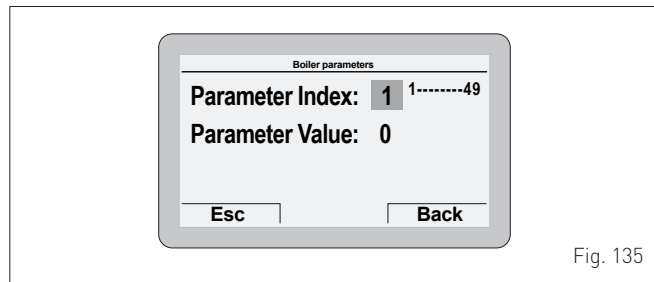 Boiler parameters
Parameter Index: 1 1--------49
Parameter Value: 0
Esc Back
Fig. 135